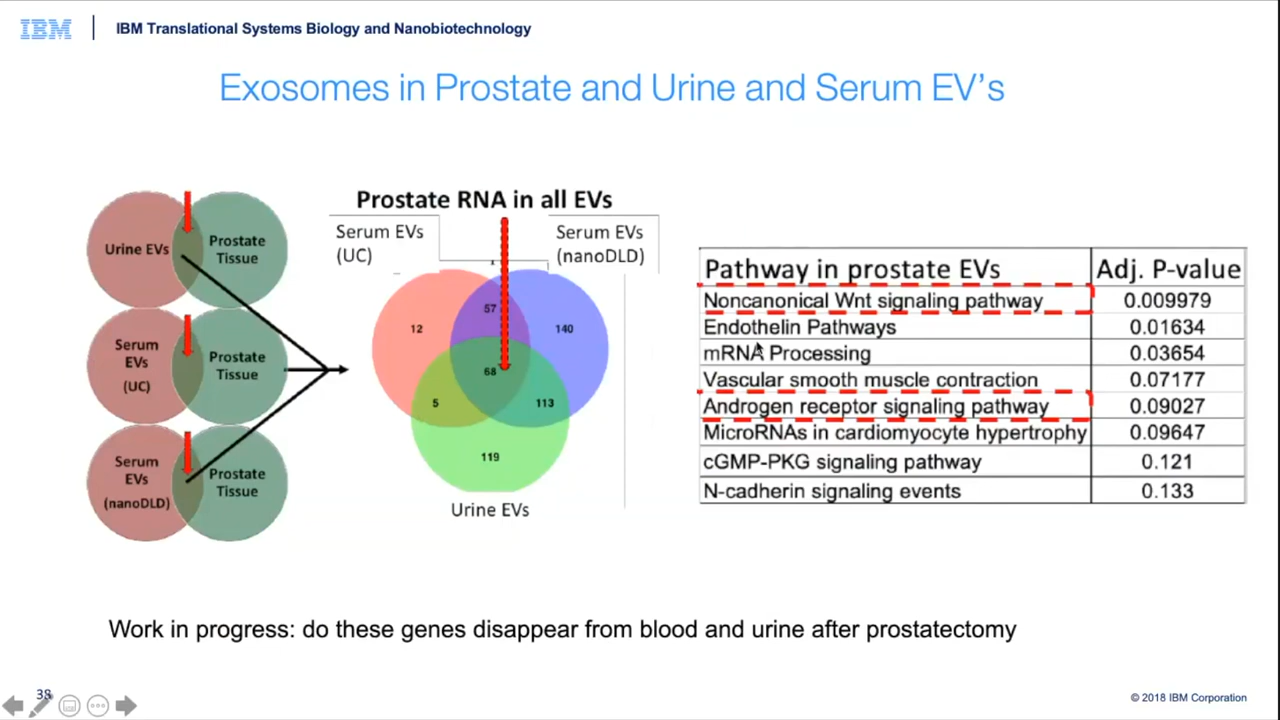 IBM
IBM Translational Systems Biology and Nanobiotechnology
Exosomes in Prostate and Urine and Serum EV's
Urine EVs
Prostate
Tissue
Serum
EVs
(UC)
Prostate
Tissue
Serum
EVs
(nanoDLD)
Prostate
Tissue
Prostate RNA in all EVs
Serum EVs
(UC)
Serum EVs
(nanoDLD)
57
12
140
68
5
113
119
Urine EVs
Pathway in prostate EVs Adj. P-value
Noncanonical Wnt signaling pathway 0.009979
Endothelin Pathways 0.01634
mRNA Processing 0.03654
Vascular smooth muscle contraction 0.07177
Androgen receptor signaling pathway 0.09027
MicroRNAs in cardiomyocyte hypertrophy 0.09647
cGMP-PKG signaling pathway 0.121
N-cadherin signaling events 0.133
Work in progress: do these genes disappear from blood and urine after prostatectomy
38
© 2018 IBM Corporation